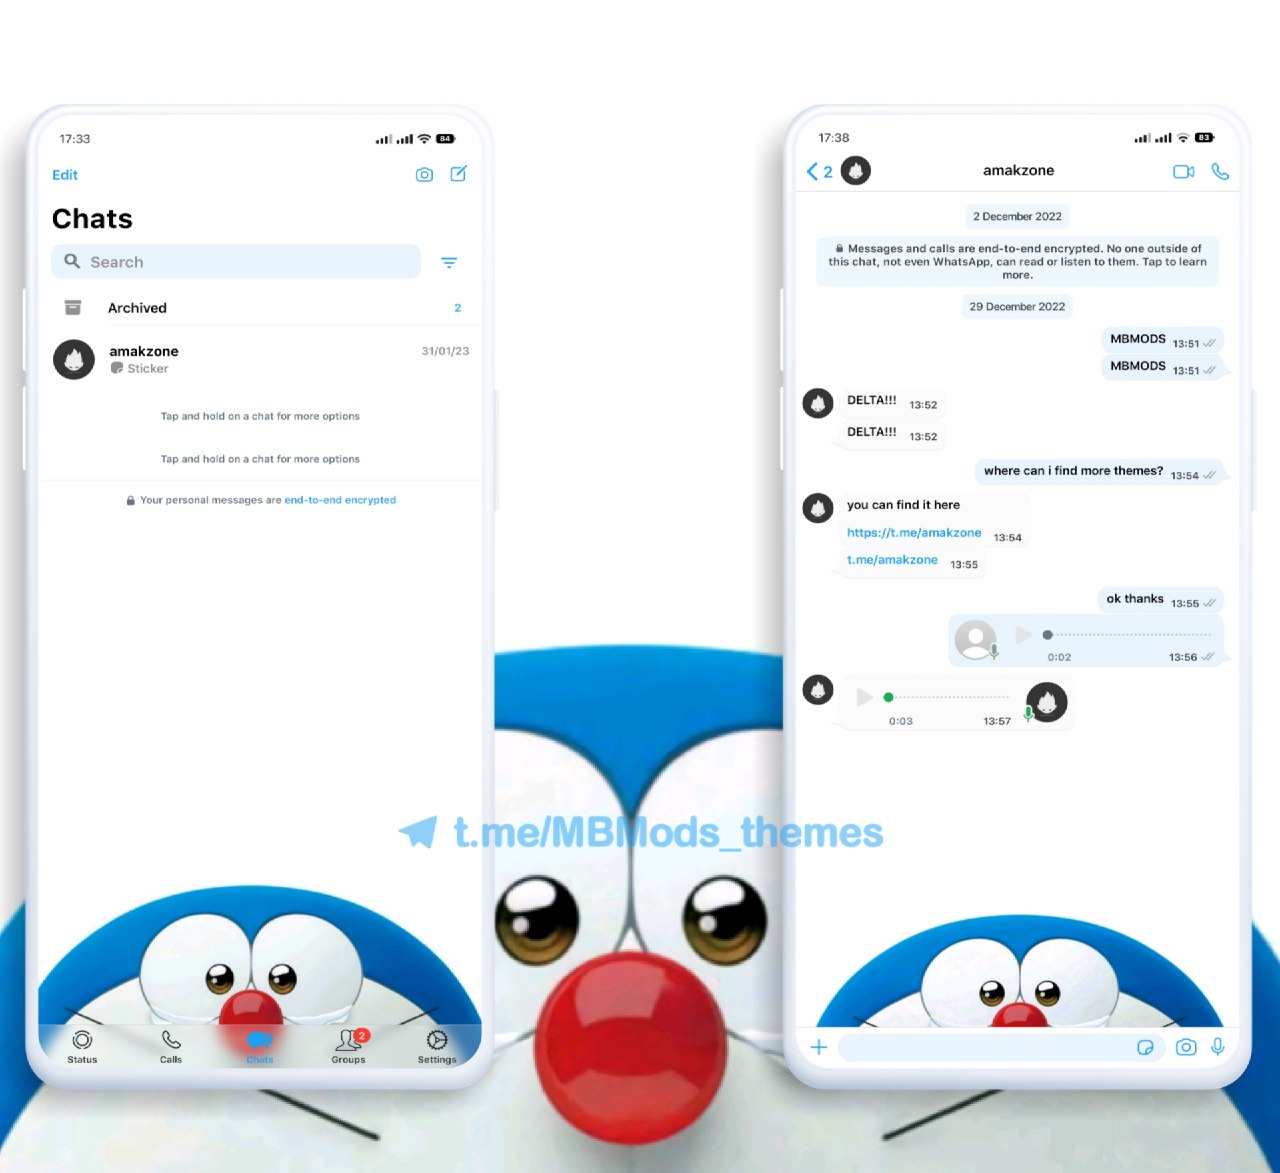 17:33
84
Edit
Chats
Search
Archived 2
amakzone 31/01/23
Sticker
Tap and hold on a chat for more options
Tap and hold on a chat for more options
Your personal messages are end-to-end encrypted
Status Calls Chats Groups 2 Settings
17:38
83
2 amakzone
2 December 2022
Messages and calls are end-to-end encrypted. No one outside of
this chat, not even WhatsApp, can read or listen to them. Tap to learn
more.
29 December 2022
MBMODS 13:51
MBMODS 13:51
DELTA!!! 13:52
DELTA!!! 13:52
where can i find more themes? 13:54
you can find it here
https://t.me/amakzone 13:54
t.me/amakzone 13:55
ok thanks 13:55
0:02 13:56
0:03 13:57
t.me/MBMods_themes